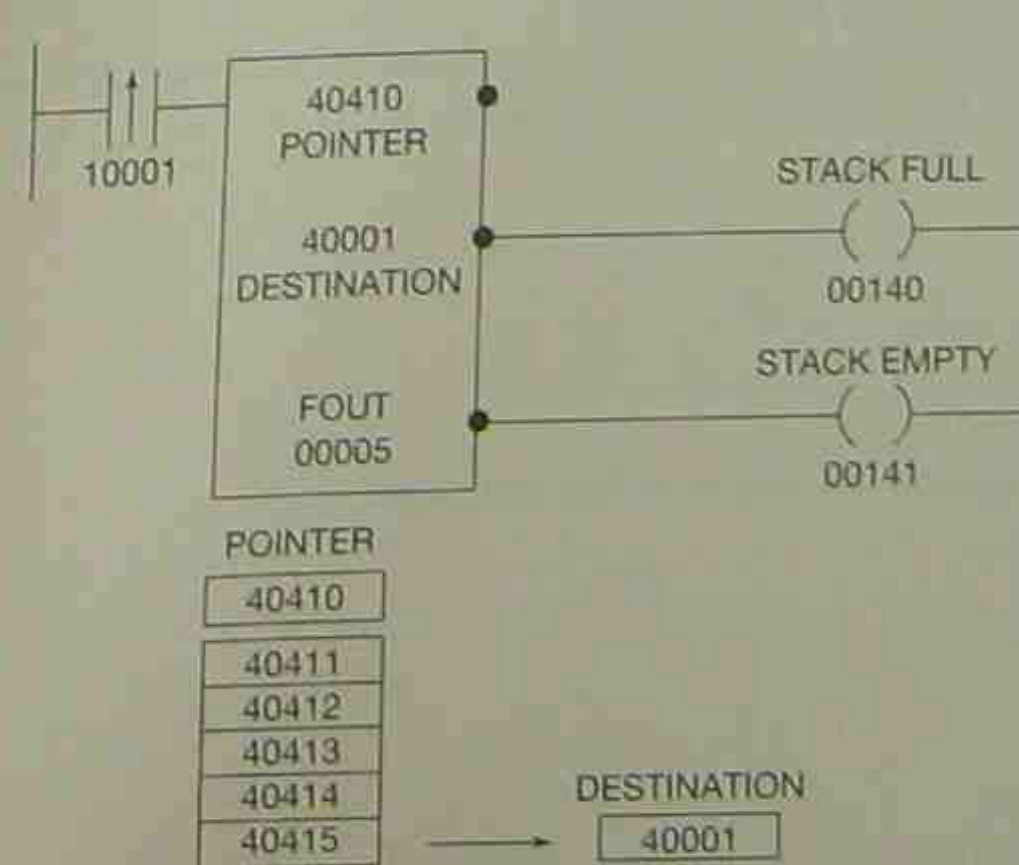 40410
POINTER
10001
STACK FULL
40001
DESTINATION
00140
STACK EMPTY
FOUT
00005
00141
POINTER
40410
40411
40412
40413
40414
DESTINATION
40415
40001